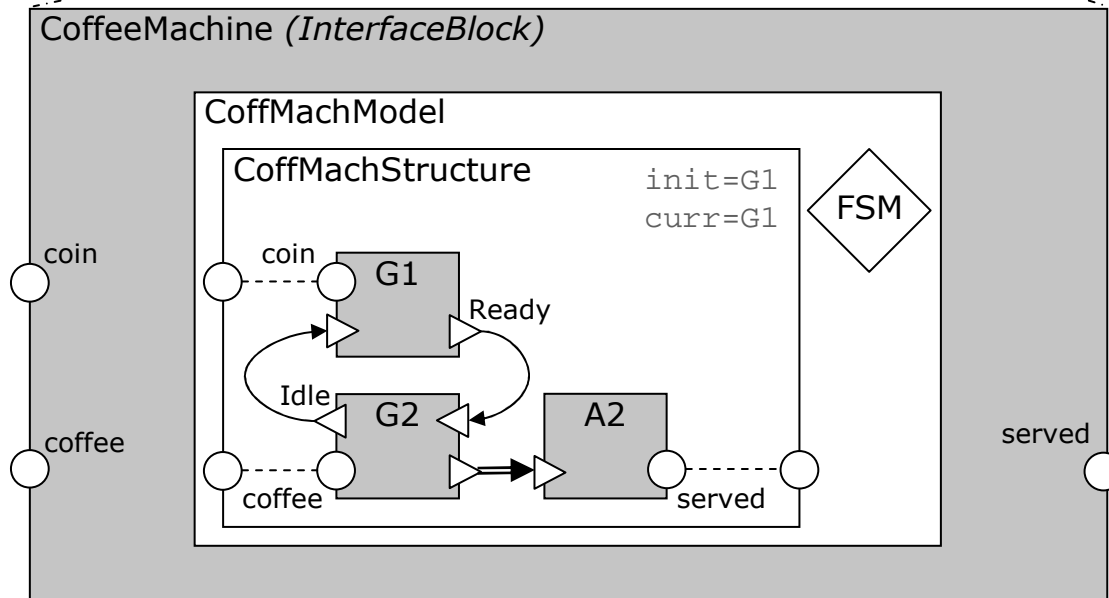 CoffeeMachine (InterfaceBlock)
CoffMachModel
CoffMachStructure
init=G1
curr=G1
FSM
coin
coin
G1
Ready
Idle
G2
A2
coffee
served
coffee
served